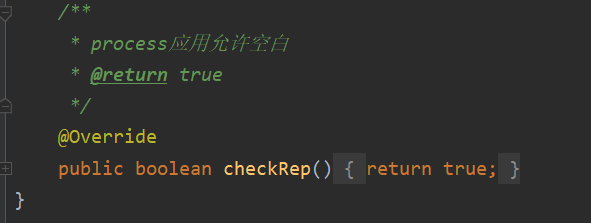 /**
* process应用允许空白
* @return true
*/
@Override
public boolean checkRep() { return true; }
}